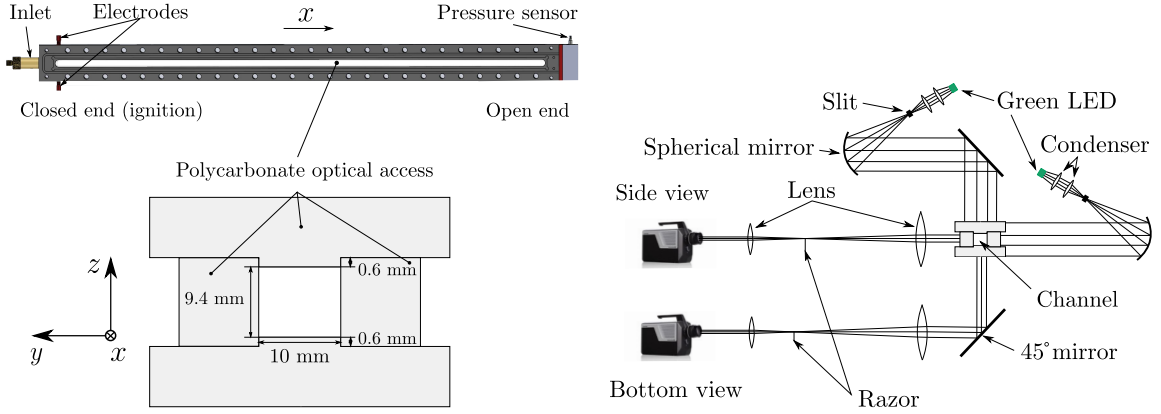 Inlet
Electrodes
x
Pressure sensor
Closed end (ignition)
Open end
Polycarbonate optical access
z
y
x
0.6 mm
9.4 mm
0.6 mm
10 mm
Slit
Green LED
Spherical mirror
Condenser
Side view
Lens
Channel
45°mirror
Bottom view
Razor